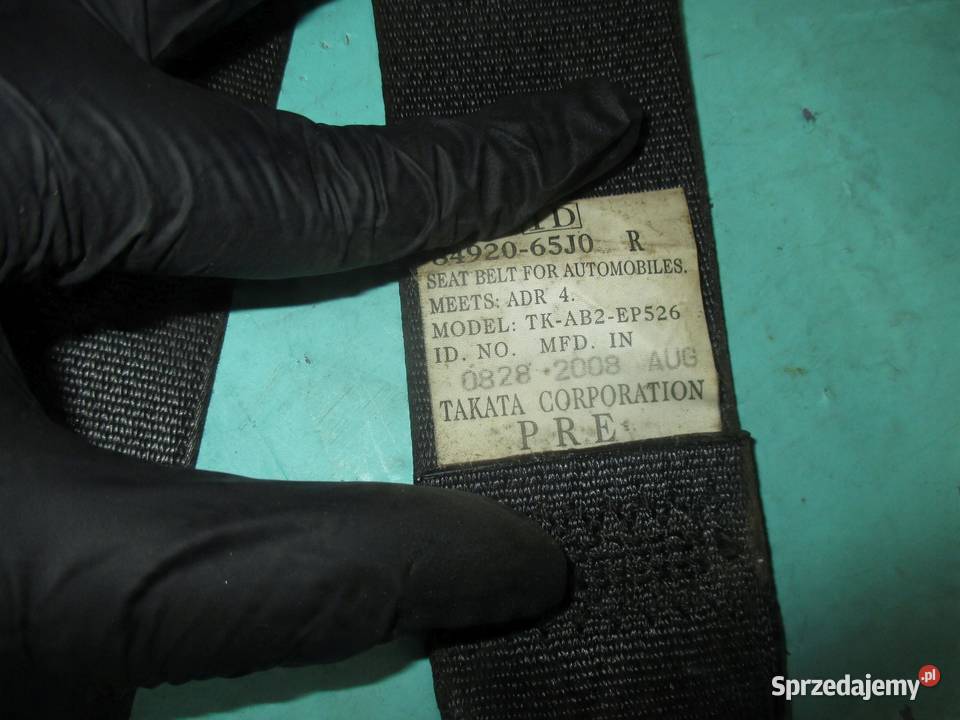 84920-65J0 R
SEAT BELT FOR AUTOMOBILES.
MEETS: ADR 4.
MODEL: TK-AB2-EP526
ID. NO. MFD. IN
0828 2008 AUG
TAKATA CORPORATION
PRE
Sprzedajemy.pl